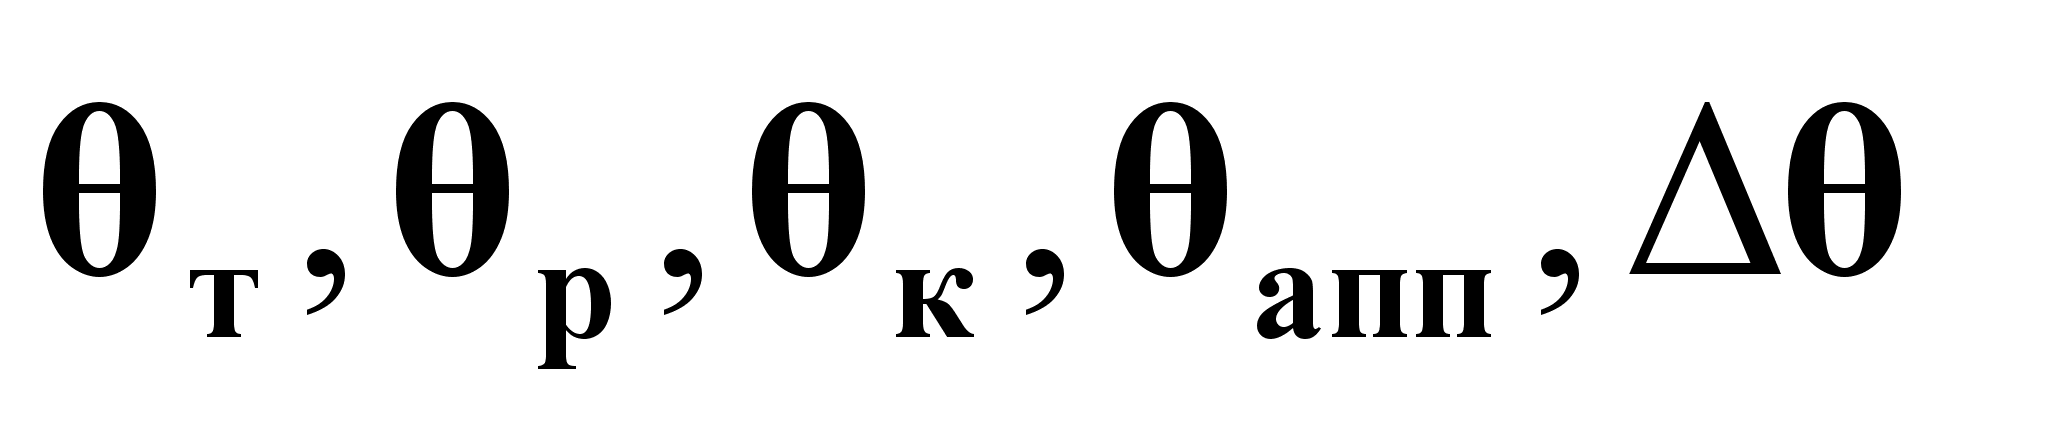 θт, θр, θк, θапп, Δθ